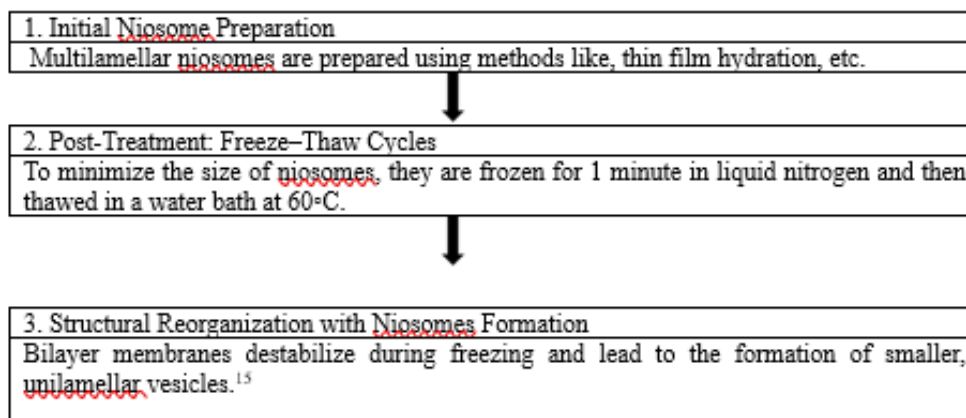 1. Initial Niosome Preparation
Multilamellar niosomes are prepared using methods like, thin film hydration, etc.
2. Post-Treatment: Freeze–Thaw Cycles
To minimize the size of niosomes, they are frozen for 1 minute in liquid nitrogen and then
thawed in a water bath at 60◦C.
3. Structural Reorganization with Niosomes Formation
Bilayer membranes destabilize during freezing and lead to the formation of smaller,
unilamellar vesicles.¹⁵